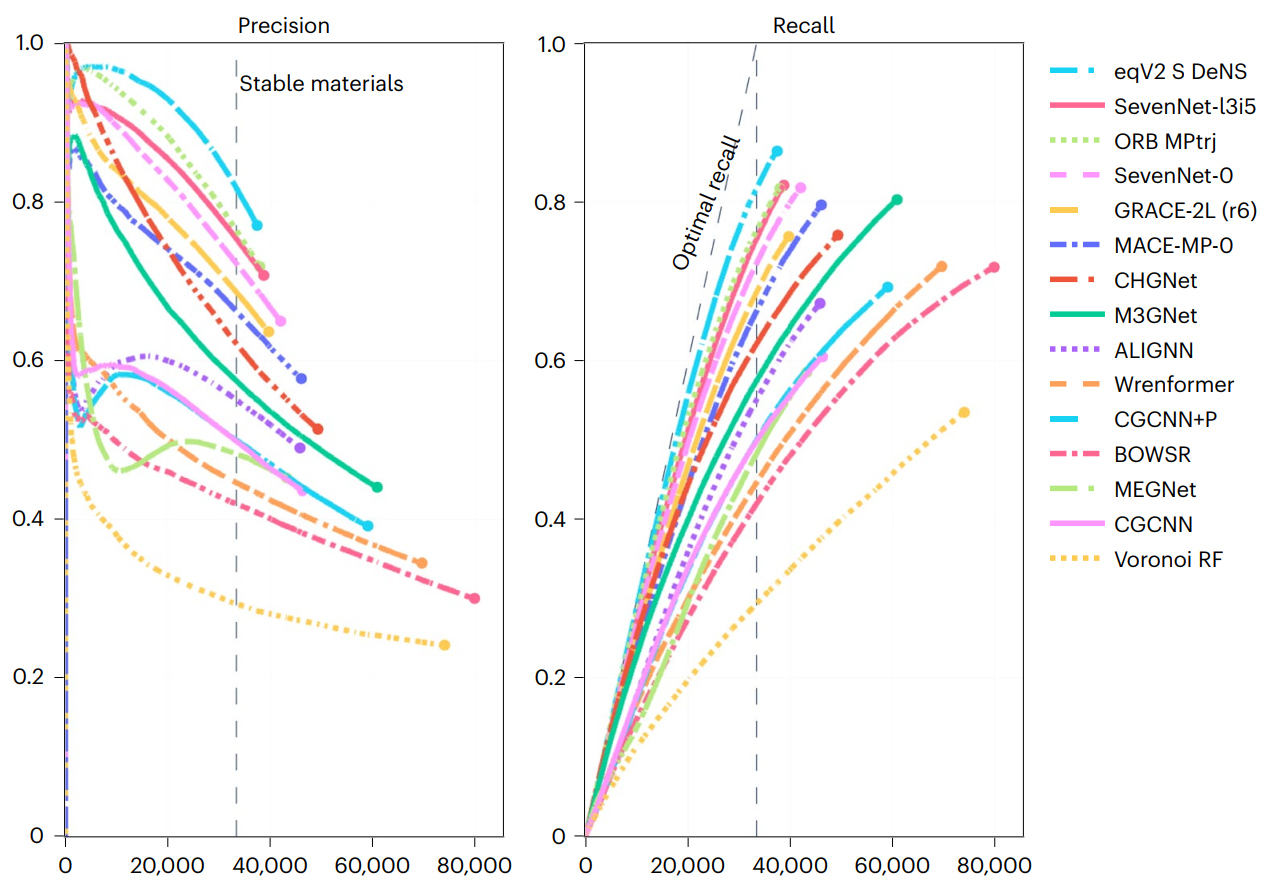 Precision
Recall
1.0
0.8
0.6
0.4
0.2
0
Stable materials
0 20,000 40,000 60,000 80,000
1.0
0.8
0.6
0.4
0.2
0
Optimal recall
0 20,000 40,000 60,000 80,000
eqV2 S DeNS
SevenNet-l3i5
ORB MPtrj
SevenNet-0
GRACE-2L (r6)
MACE-MP-0
CHGNet
M3GNet
ALIGNN
Wrenformer
CGCNN+P
BOWSR
MEGNet
CGCNN
Voronoi RF